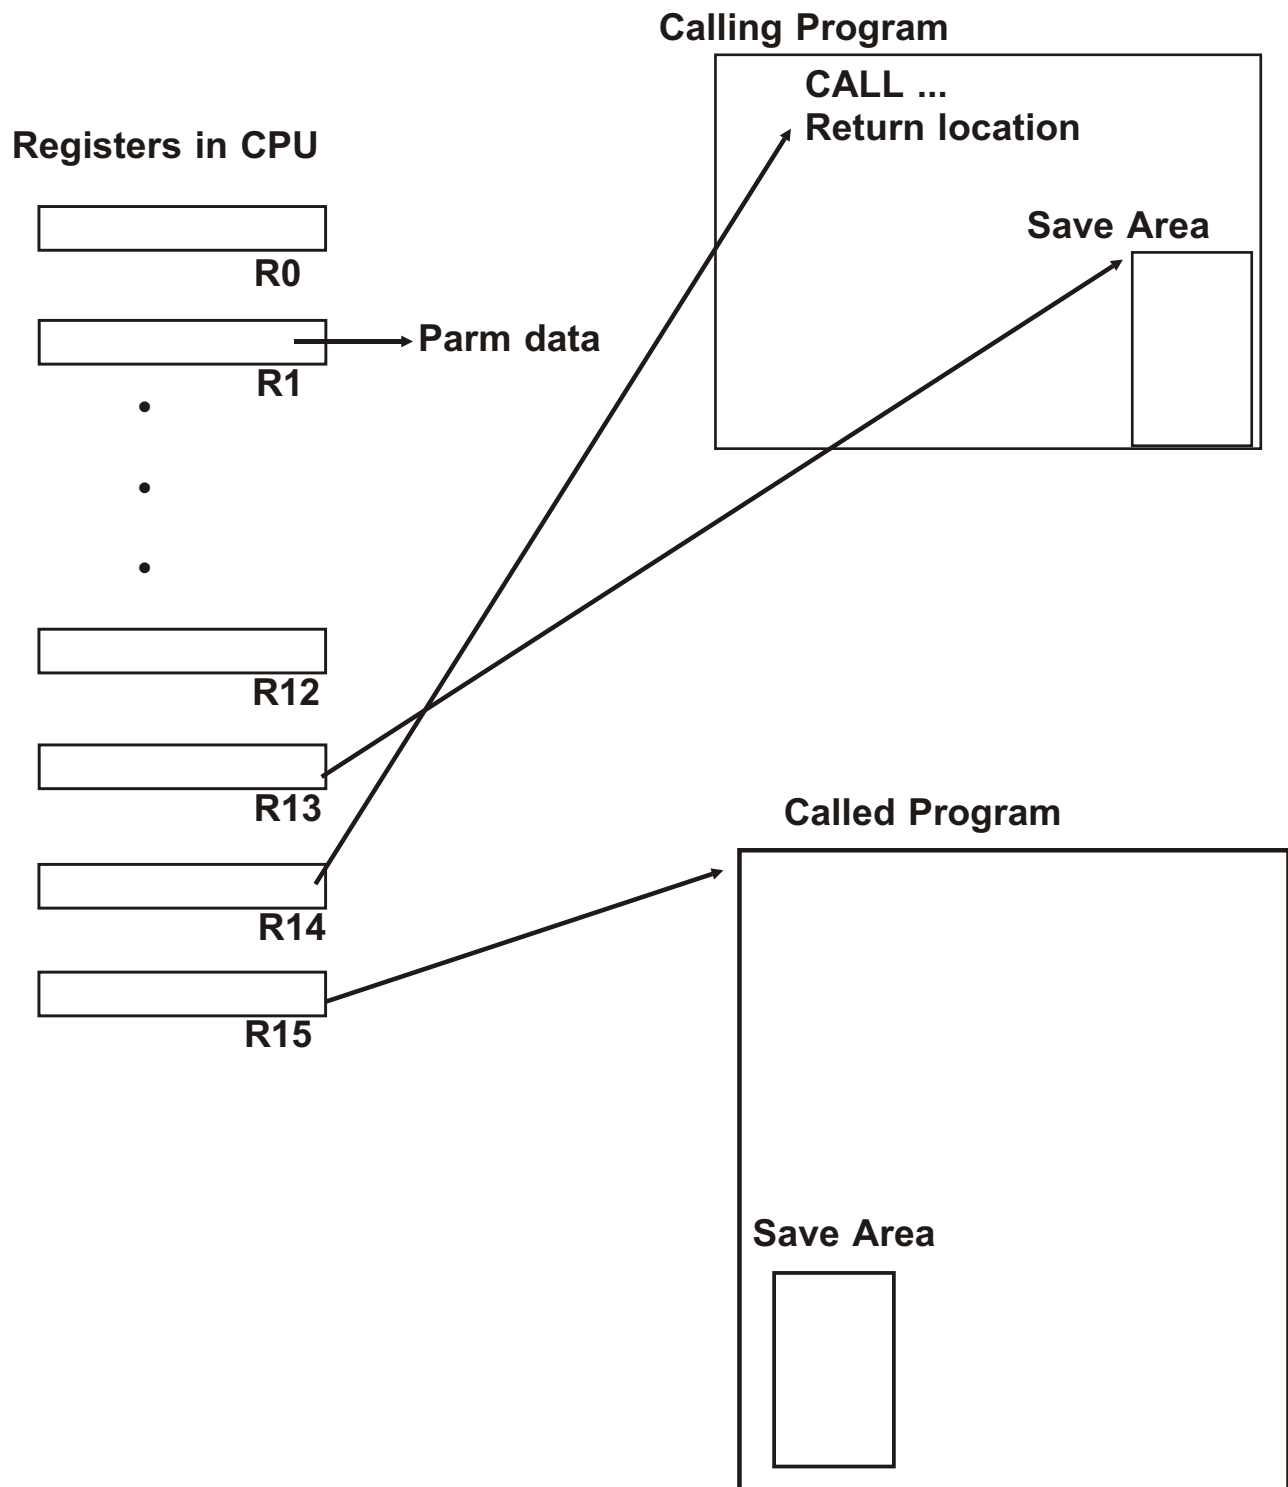 Calling Program
CALL ...
Return location
Registers in CPU
Save Area
R0
Parm data
R1
R12
R13
Called Program
R14
R15
Save Area